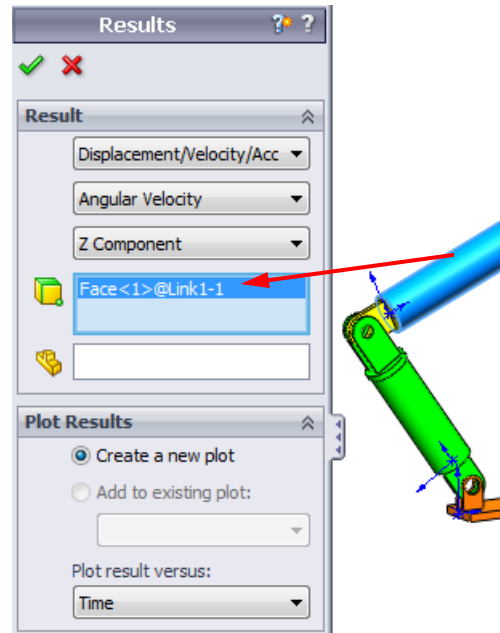 Results ? ?
Result
Displacement/Velocity/Acc
Angular Velocity
Z Component
Face<1>@Link1-1
Plot Results
Create a new plot
Add to existing plot:
Plot result versus:
Time